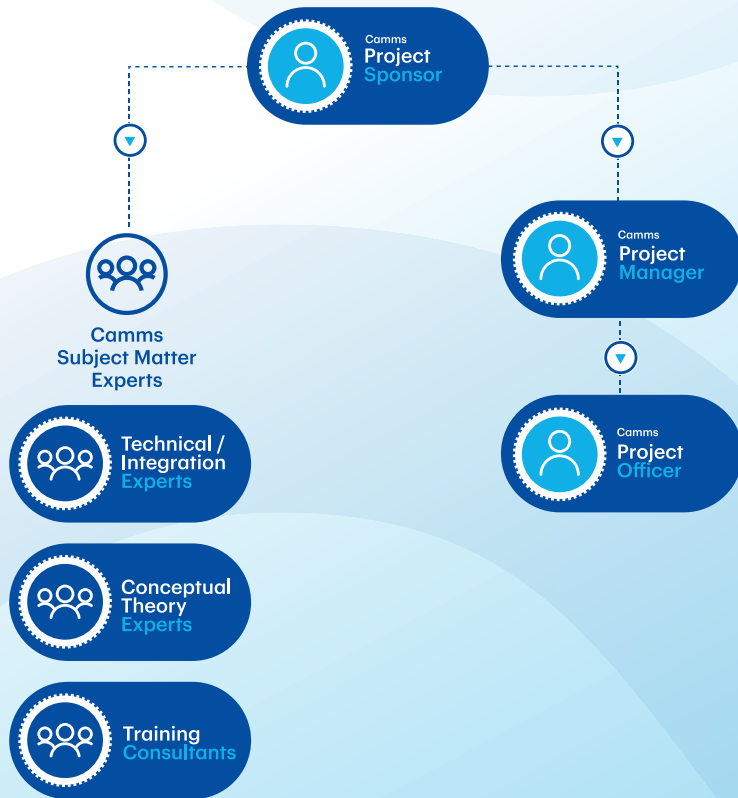 Camms
Project
Sponsor
Camms
Subject Matter
Experts
Technical /
Integration
Experts
Conceptual
Theory
Experts
Training
Consultants
Camms
Project
Manager
Camms
Project
Officer